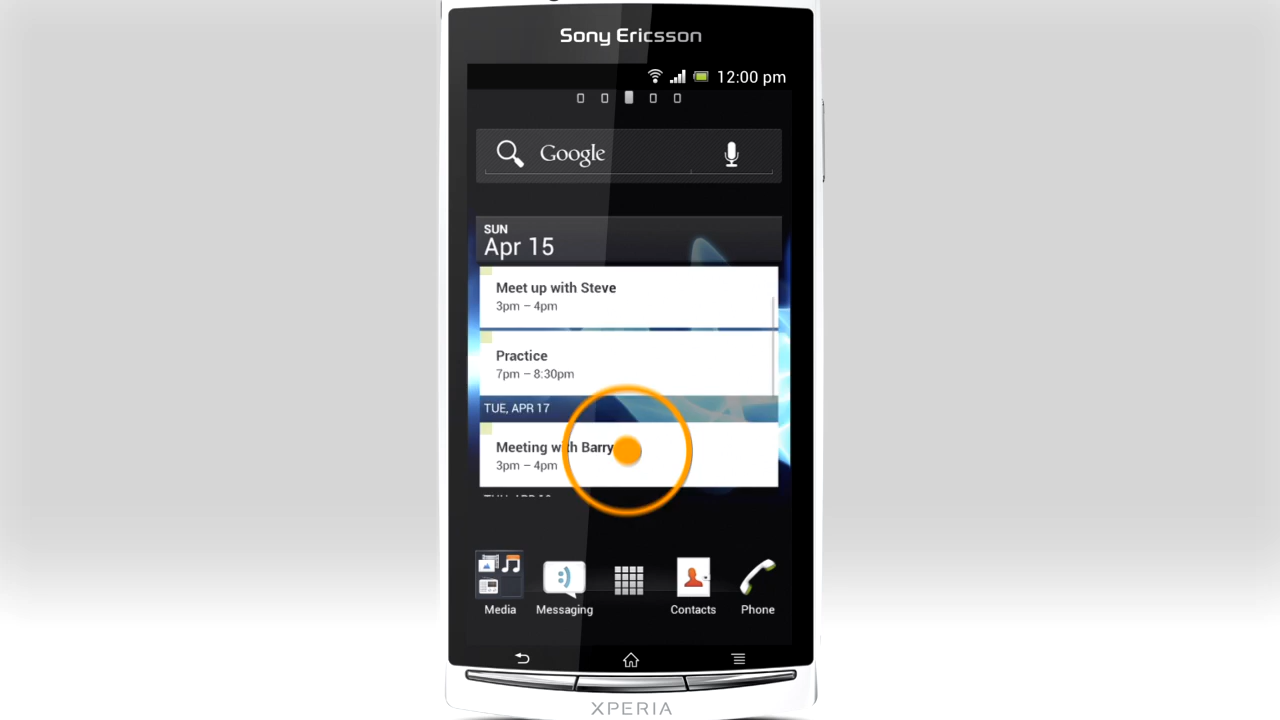 Sony Ericsson
12:00 pm
Google
SUN
Apr 15
Meet up with Steve
3pm – 4pm
Practice
7pm – 8:30pm
TUE, APR 17
Meeting with Barry
3pm – 4pm
Media
Messaging
Contacts
Phone
XPERIA